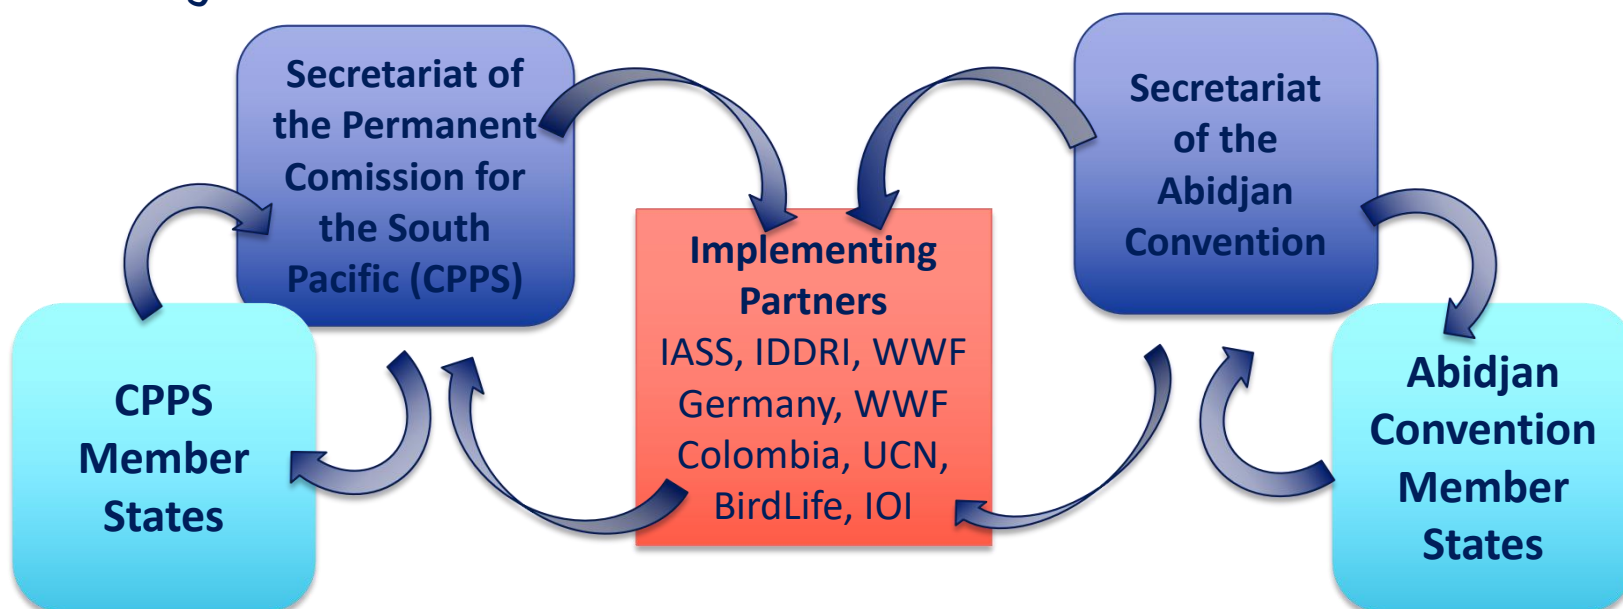 Secretariat of
the Permanent
Comission for
the South
Pacific (CPPS)
CPPS
Member
States
Implementing
Partners
IASS, IDDRI, WWF
Germany, WWF
Colombia, UCN,
BirdLife, IOI
Secretariat
of the
Abidjan
Convention
Abidjan
Convention
Member
States